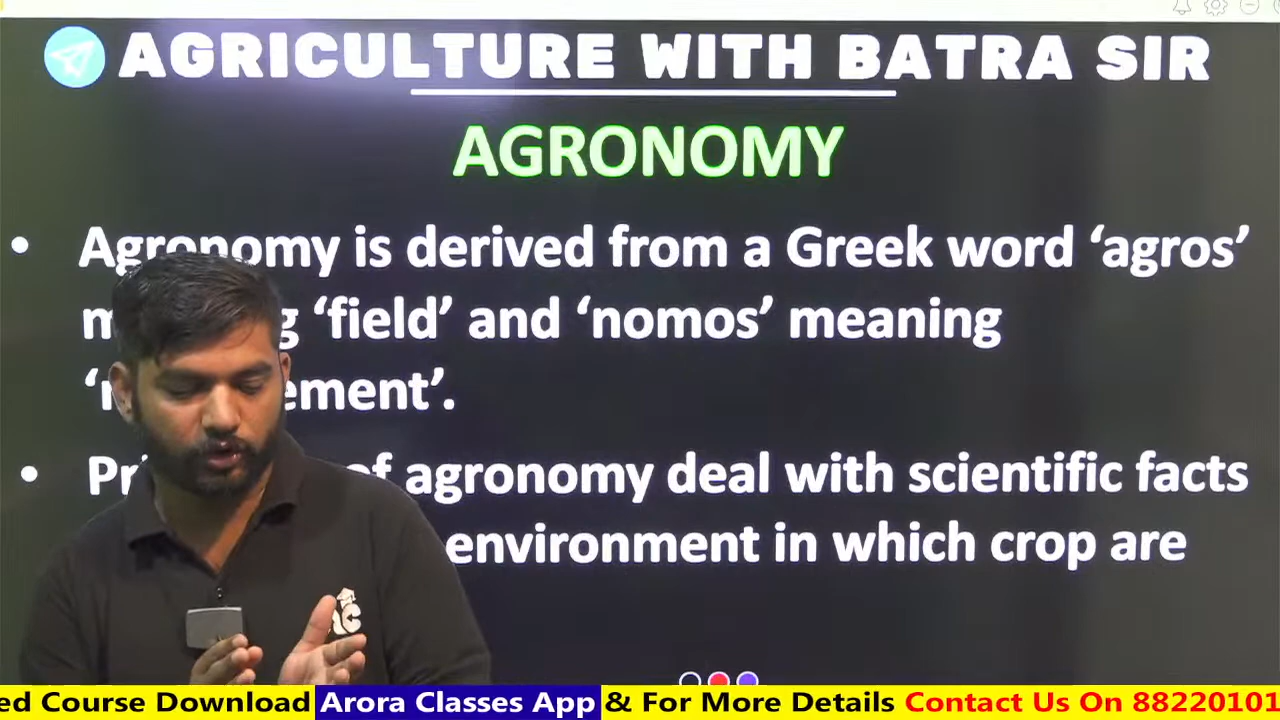 AGRICULTURE WITH BATRA SIR
AGRONOMY
• Agronomy is derived from a Greek word ‘agros’
‘field’ and ‘nomos’ meaning
• of agronomy deal with scientific facts
environment in which crop are
ed Course Download Arora Classes App & For More Details Contact Us On 88220101